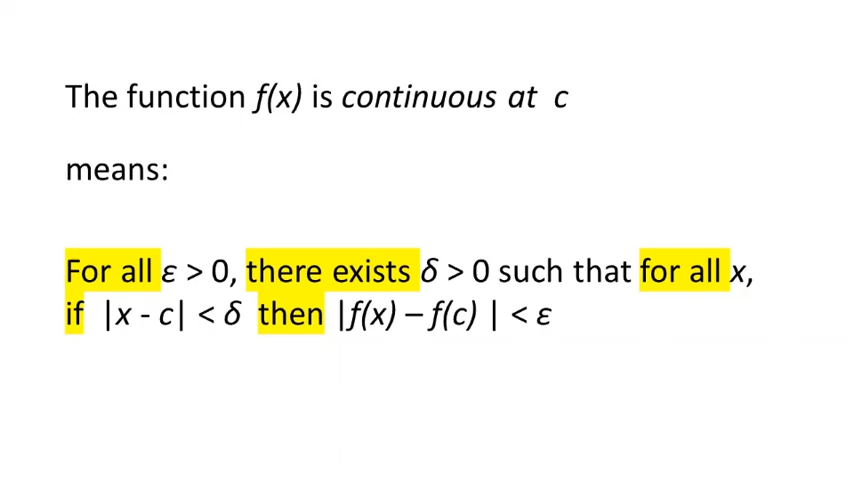 The function f(x) is continuous at c
means:
For all ε > 0, there exists δ > 0 such that for all x,
if |x - c| < δ then |f(x) – f(c) | < ε